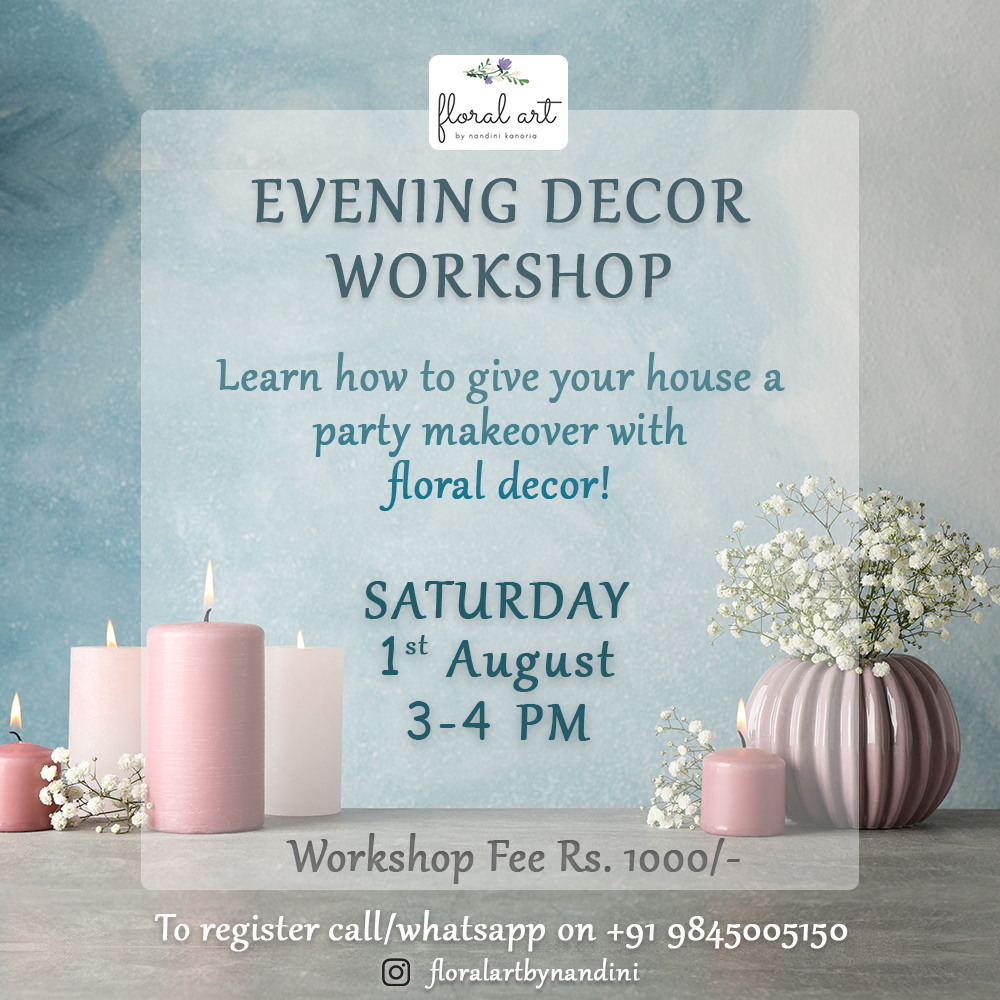 floral art
by nandini kanoria
EVENING DECOR
WORKSHOP
Learn how to give your house a
party makeover with
floral decor!
SATURDAY
1st August
3-4 PM
Workshop Fee Rs. 1000/-
To register call/whatsapp on +91 9845005150
floralartbynandini